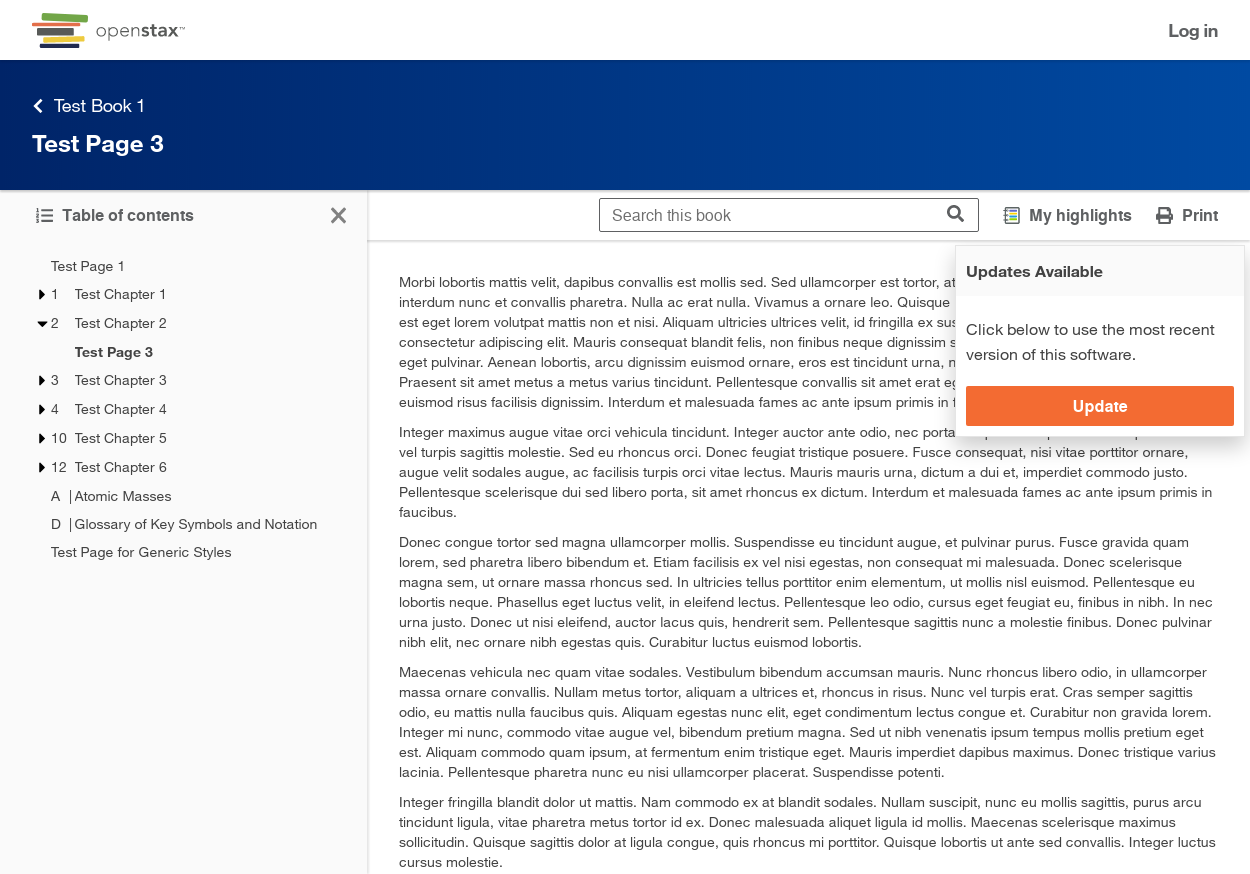 openstax™
Log in
Test Book 1
Test Page 3
Table of contents
Search this book
My highlights
Print
Test Page 1
1 Test Chapter 1
2 Test Chapter 2
Test Page 3
3 Test Chapter 3
4 Test Chapter 4
10 Test Chapter 5
12 Test Chapter 6
A | Atomic Masses
D | Glossary of Key Symbols and Notation
Test Page for Generic Styles
Updates Available
Click below to use the most recent
version of this software.
Update
Morbi lobortis mattis velit, dapibus convallis est mollis sed. Sed ullamcorper est tortor, at
interdum nunc et convallis pharetra. Nulla ac erat nulla. Vivamus a ornare leo. Quisque
est eget lorem volutpat mattis non et nisi. Aliquam ultricies ultrices velit, id fringilla ex
consectetur adipiscing elit. Mauris consequat blandit felis, non finibus neque dignissim
eget pulvinar. Aenean lobortis, arcu dignissim euismod ornare, eros est tincidunt urna,
Praesent sit amet metus a metus varius tincidunt. Pellentesque convallis sit amet erat
euismod risus facilisis dignissim. Interdum et malesuada fames ac ante ipsum primis in
Integer maximus augue vitae orci vehicula tincidunt. Integer auctor ante odio, nec porta
vel turpis sagittis molestie. Sed eu rhoncus orci. Donec feugiat tristique posuere. Fusce consequat, nisi vitae porttitor ornare,
augue velit sodales augue, ac facilisis turpis orci vitae lectus. Mauris mauris urna, dictum a dui et, imperdiet commodo justo.
Pellentesque scelerisque dui sed libero porta, sit amet rhoncus ex dictum. Interdum et malesuada fames ac ante ipsum primis in
faucibus.
Donec congue tortor sed magna ullamcorper mollis. Suspendisse eu tincidunt augue, et pulvinar purus. Fusce gravida quam
lorem, sed pharetra libero bibendum et. Etiam facilisis ex vel nisi egestas, non consequat mi malesuada. Donec scelerisque
magna sem, ut ornare massa rhoncus sed. In ultricies tellus porttitor enim elementum, ut mollis nisl euismod. Pellentesque eu
lobortis neque. Phasellus eget luctus velit, in eleifend lectus. Pellentesque leo odio, cursus eget feugiat eu, finibus in nibh. In nec
urna justo. Donec ut nisi eleifend, auctor lacus quis, hendrerit sem. Pellentesque sagittis nunc a molestie finibus. Donec pulvinar
nibh elit, nec ornare nibh egestas quis. Curabitur luctus euismod lobortis.
Maecenas vehicula nec quam vitae sodales. Vestibulum bibendum accumsan mauris. Nunc rhoncus libero odio, in ullamcorper
massa ornare convallis. Nullam metus tortor, aliquam a ultrices et, rhoncus in risus. Nunc vel turpis erat. Cras semper sagittis
odio, eu mattis nulla faucibus quis. Aliquam egestas nunc elit, eget condimentum lectus congue et. Curabitur non gravida lorem.
Integer mi nunc, commodo vitae augue vel, bibendum pretium magna. Sed ut nibh venenatis ipsum tempus mollis pretium eget
est. Aliquam commodo quam ipsum, at fermentum enim tristique eget. Mauris imperdiet dapibus maximus. Donec tristique varius
lacinia. Pellentesque pharetra nunc eu nisi ullamcorper placerat. Suspendisse potenti.
Integer fringilla blandit dolor ut mattis. Nam commodo ex at blandit sodales. Nullam suscipit, nunc eu mollis sagittis, purus arcu
tincidunt ligula, vitae pharetra metus tortor id ex. Donec malesuada aliquet ligula id mollis. Maecenas scelerisque maximus
sollicitudin. Quisque sagittis dolor at ligula congue, quis rhoncus mi porttitor. Quisque lobortis ut ante sed convallis. Integer luctus
cursus molestie.